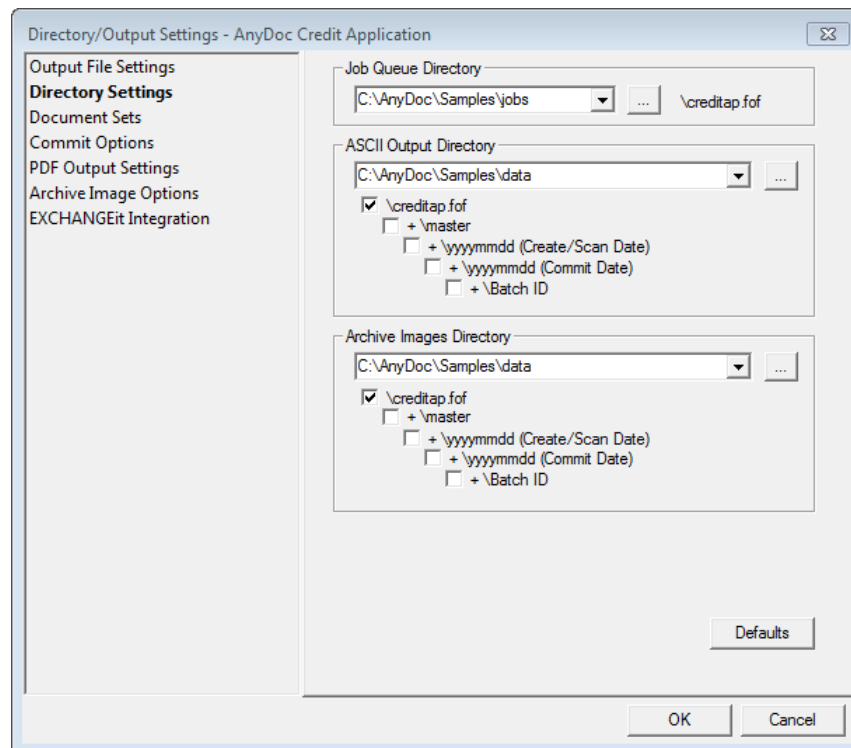 Directory/Output Settings - AnyDoc Credit Application
Output File Settings
Directory Settings
Document Sets
Commit Options
PDF Output Settings
Archive Image Options
EXCHANGEit Integration
Job Queue Directory
C:\AnyDoc\Samples\jobs ... \creditap.fof
ASCII Output Directory
C:\AnyDoc\Samples\data ...
\creditap.fof
+ \master
+ \yyyymmdd (Create/Scan Date)
+ \yyyymmdd (Commit Date)
+ \Batch ID
Archive Images Directory
C:\AnyDoc\Samples\data ...
\creditap.fof
+ \master
+ \yyyymmdd (Create/Scan Date)
+ \yyyymmdd (Commit Date)
+ \Batch ID
Defaults
OK Cancel